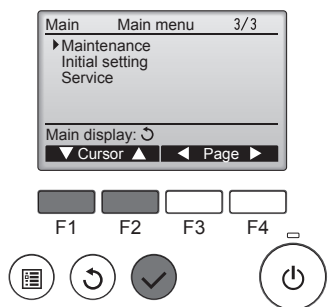 Main Main menu 3/3
Maintenance
Initial setting
Service
Main display:
Cursor Page
F1 F2 F3 F4